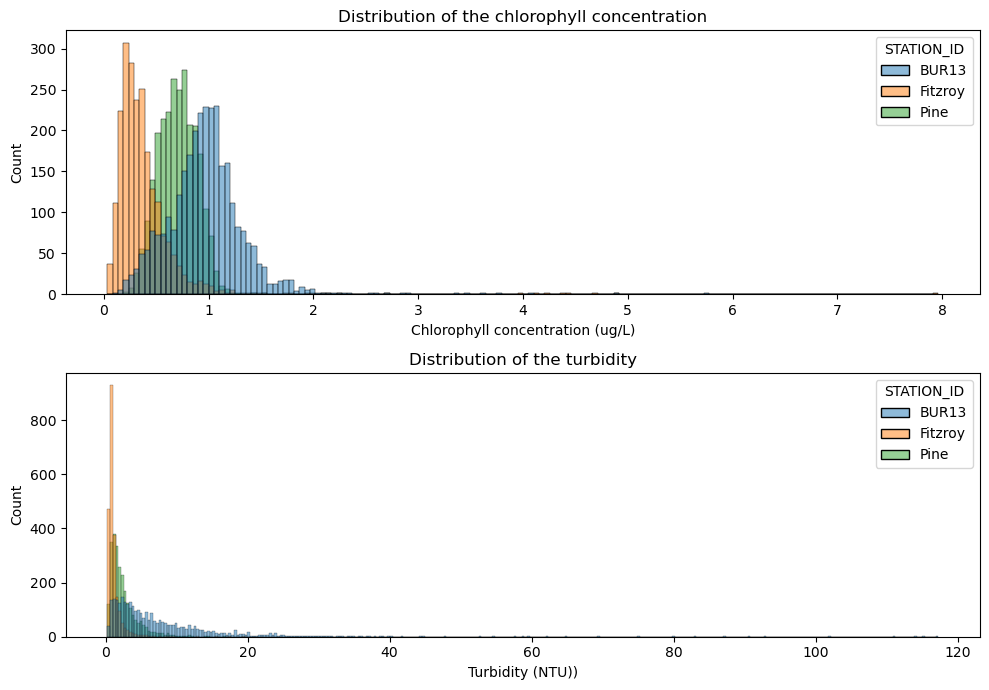 Distribution of the chlorophyll concentration
300
250
200
150
100
50
0
Count
STATION_ID
BUR13
Fitzroy
Pine
0 1 2 3 4 5 6 7 8
Chlorophyll concentration (ug/L)
Distribution of the turbidity
800
600
400
200
0
Count
STATION_ID
BUR13
Fitzroy
Pine
0 20 40 60 80 100 120
Turbidity (NTU))